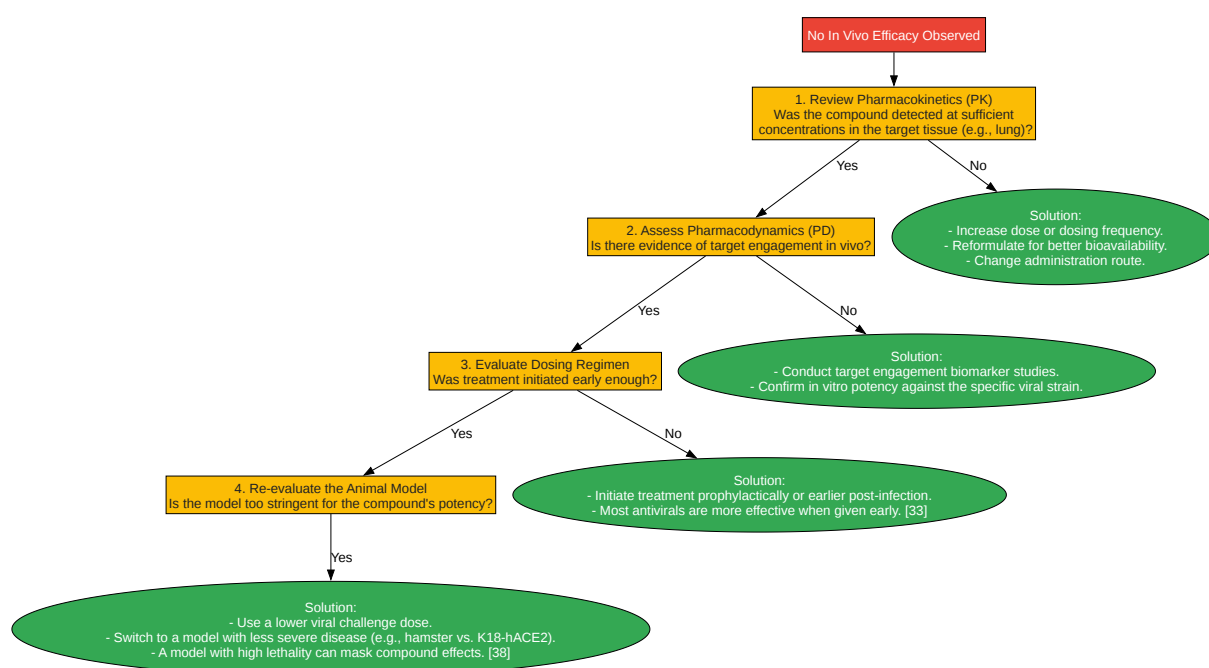 No In Vivo Efficacy Observed
1. Review Pharmacokinetics (PK)
Was the compound detected at sufficient
concentrations in the target tissue (e.g., lung)?
Yes
No
Solution:
- Increase dose or dosing frequency.
- Reformulate for better bioavailability.
- Change administration route.
2. Assess Pharmacodynamics (PD)
Is there evidence of target engagement in vivo?
Yes
No
Solution:
- Conduct target engagement biomarker studies.
- Confirm in vitro potency against the specific viral strain.
3. Evaluate Dosing Regimen
Was treatment initiated early enough?
Yes
No
Solution:
- Initiate treatment prophylactically or earlier post-infection.
- Most antivirals are more effective when given early. [33]
4. Re-evaluate the Animal Model
Is the model too stringent for the compound's potency?
Yes
Solution:
- Use a lower viral challenge dose.
- Switch to a model with less severe disease (e.g., hamster vs. K18-hACE2).
- A model with high lethality can mask compound effects. [38]